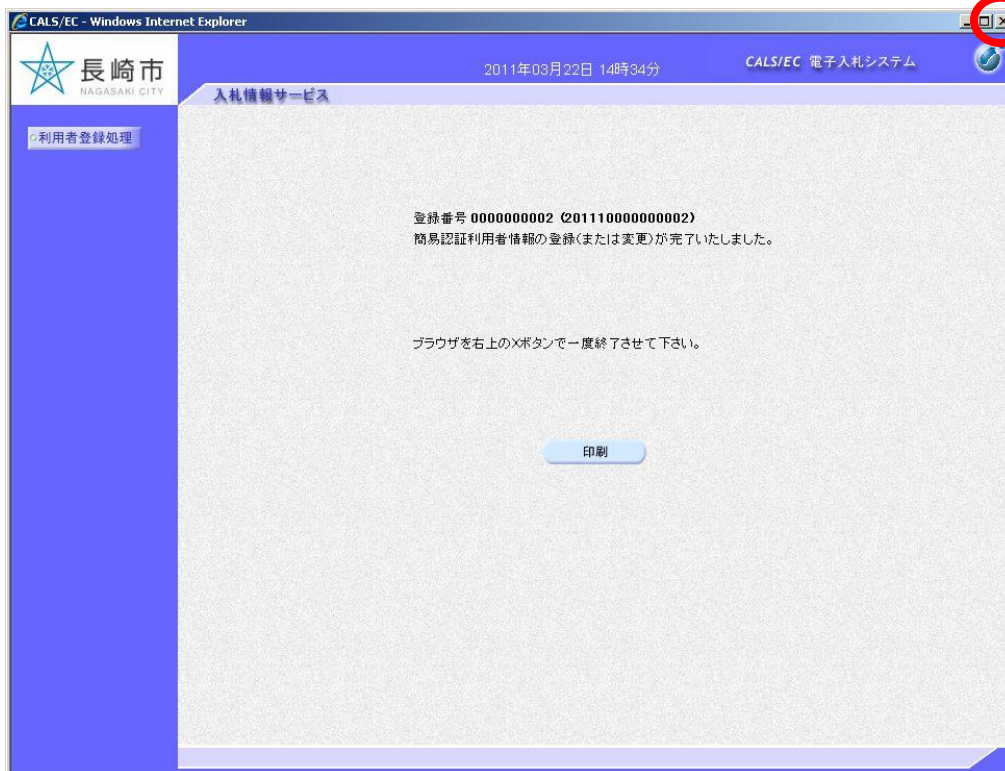 CALS/EC - Windows Internet Explorer
長崎市
NAGASAKI CITY
2011年03月22日 14時34分
CALS/EC 電子入札システム
入札情報サービス
利用者登録処理
登録番号 0000000002 (201110000000002)
簡易認証利用者情報の登録(または変更)が完了いたしました。
ブラウザを右上の×ボタンで一度終了させて下さい。
印刷